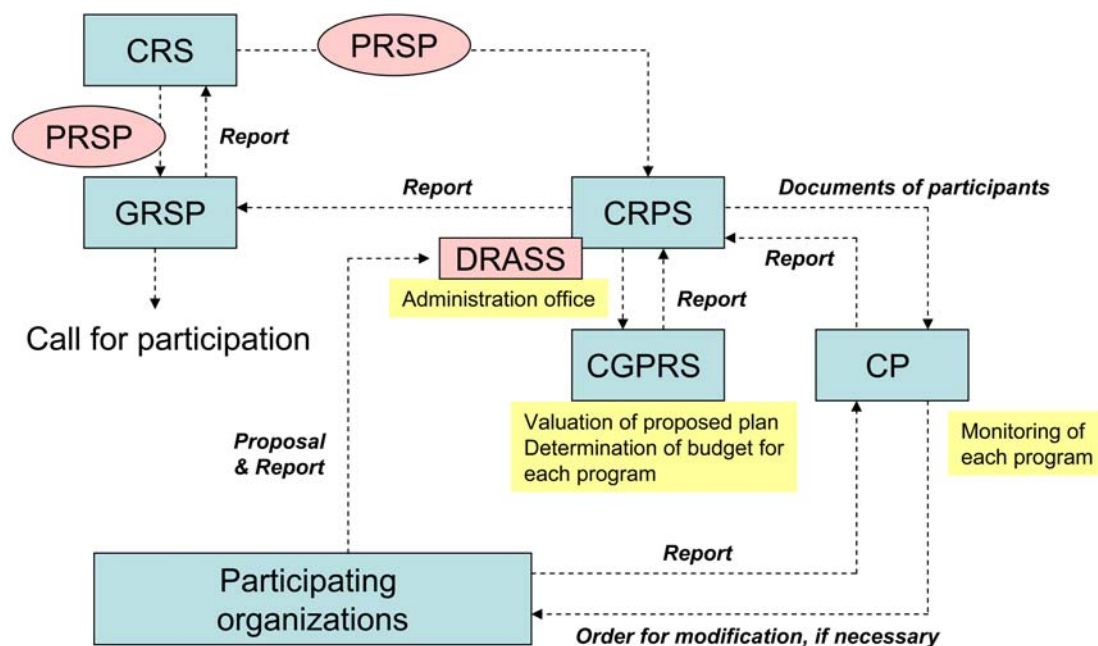 CRS
PRSP
PRSP
Report
GRSP
Report
CRPS
Documents of participants
DRASS
Report
Administration office
Report
Call for participation
CGPRS
CP
Valuation of proposed plan
Determination of budget for
each program
Monitoring of
each program
Proposal
& Report
Report
Participating
organizations
Order for modification, if necessary